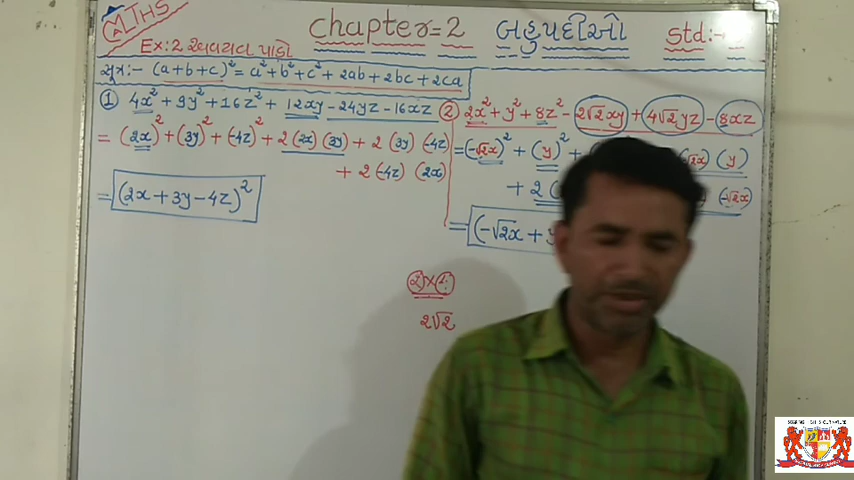 MATHS
chapter=2 બહુપદીઓ std:-
Ex:2 અવયવ પાડો
સૂત્ર:- (a+b+c)² = a²+b²+c²+2ab+2bc+2ca
① 4x²+9y²+16z²+12xy-24yz-16xz
= (2x)²+(3y)²+(-4z)²+2(2x)(3y)+2(3y)(-4z)
+2(-4z)(2x)
= (2x+3y-4z)²
② 2x²+y²+8z²-2√2xy+4√2yz-8xz
= (-√2x)²+(y)²+ √2x)(y)
+2( (-√2x)
= (-√2x+y
2√2